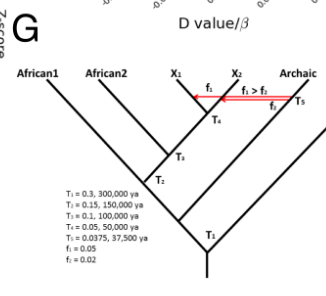 Z-score
G
D value/β
African1 African2 X₁ X₂ Archaic
f₁ f₁ > f₂
f₂ T₅
T₄
T₃
T₂
T₁
T₁ = 0.3, 300,000 ya
T₂ = 0.15, 150,000 ya
T₃ = 0.1, 100,000 ya
T₄ = 0.05, 50,000 ya
T₅ = 0.0375, 37,500 ya
f₁ = 0.05
f₂ = 0.02